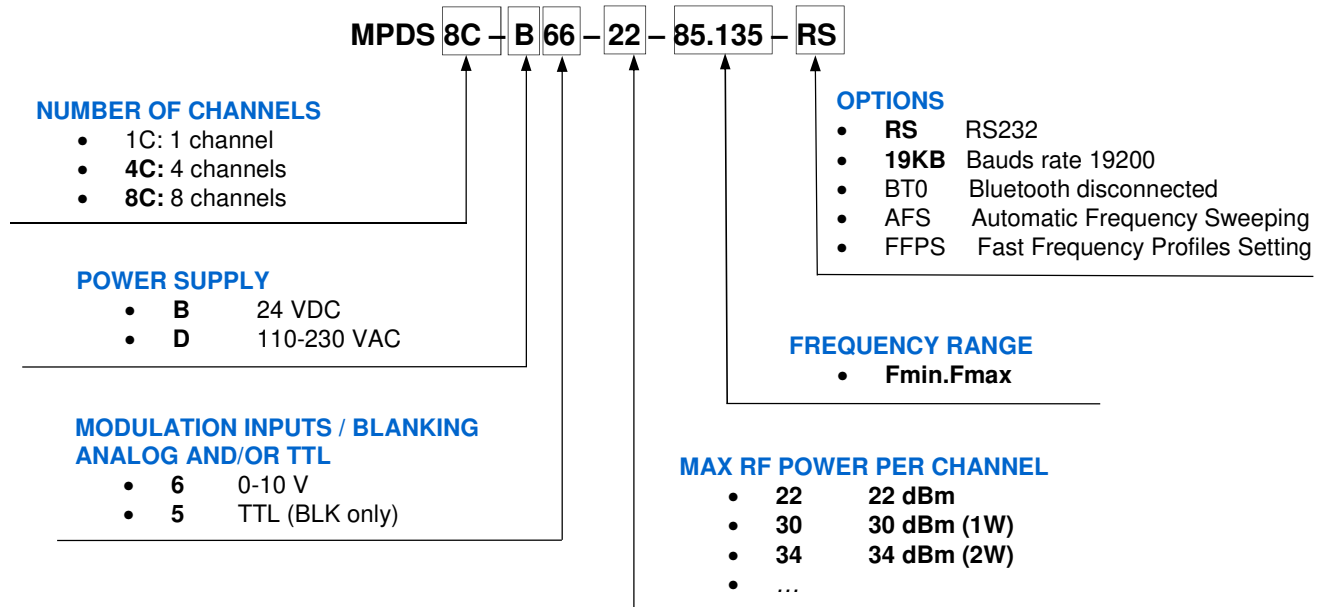 MPDS 8C – B 66 – 22 – 85.135 – RS
NUMBER OF CHANNELS
• 1C: 1 channel
• 4C: 4 channels
• 8C: 8 channels
POWER SUPPLY
• B 24 VDC
• D 110-230 VAC
MODULATION INPUTS / BLANKING
ANALOG AND/OR TTL
• 6 0-10 V
• 5 TTL (BLK only)
OPTIONS
• RS RS232
• 19KB Bauds rate 19200
• BT0 Bluetooth disconnected
• AFS Automatic Frequency Sweeping
• FFPS Fast Frequency Profiles Setting
FREQUENCY RANGE
• Fmin.Fmax
MAX RF POWER PER CHANNEL
• 22 22 dBm
• 30 30 dBm (1W)
• 34 34 dBm (2W)
• ...